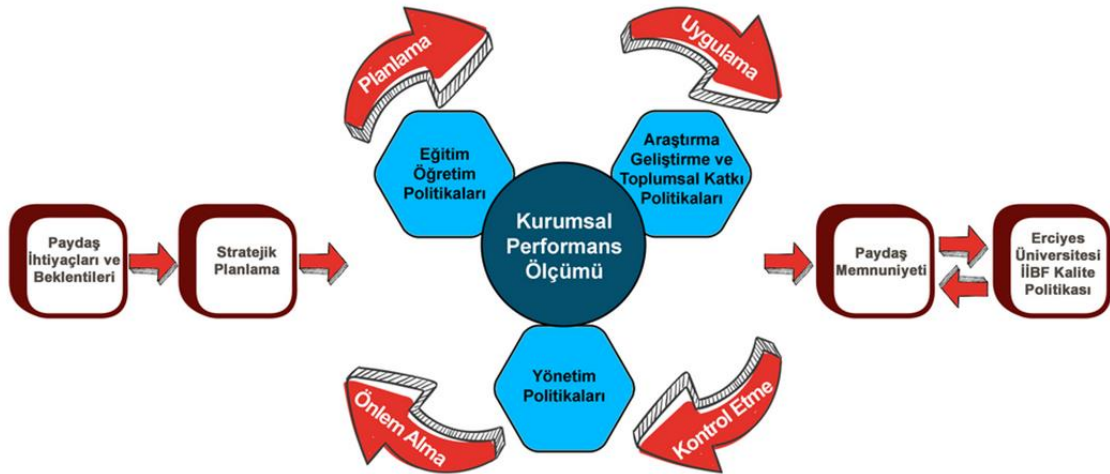 Planlama
Uygulama
Eğitim
Öğretim
Politikaları
Araştırma
Geliştirme ve
Toplumsal Katkı
Politikaları
Kurumsal
Performans
Ölçümü
Paydaş
İhtiyaçları ve
Beklentileri
Stratejik
Planlama
Paydaş
Memnuniyeti
Erciyes
Üniversitesi
İİBF Kalite
Politikası
Yönetim
Politikaları
Önlem Alma
Kontrol Etme